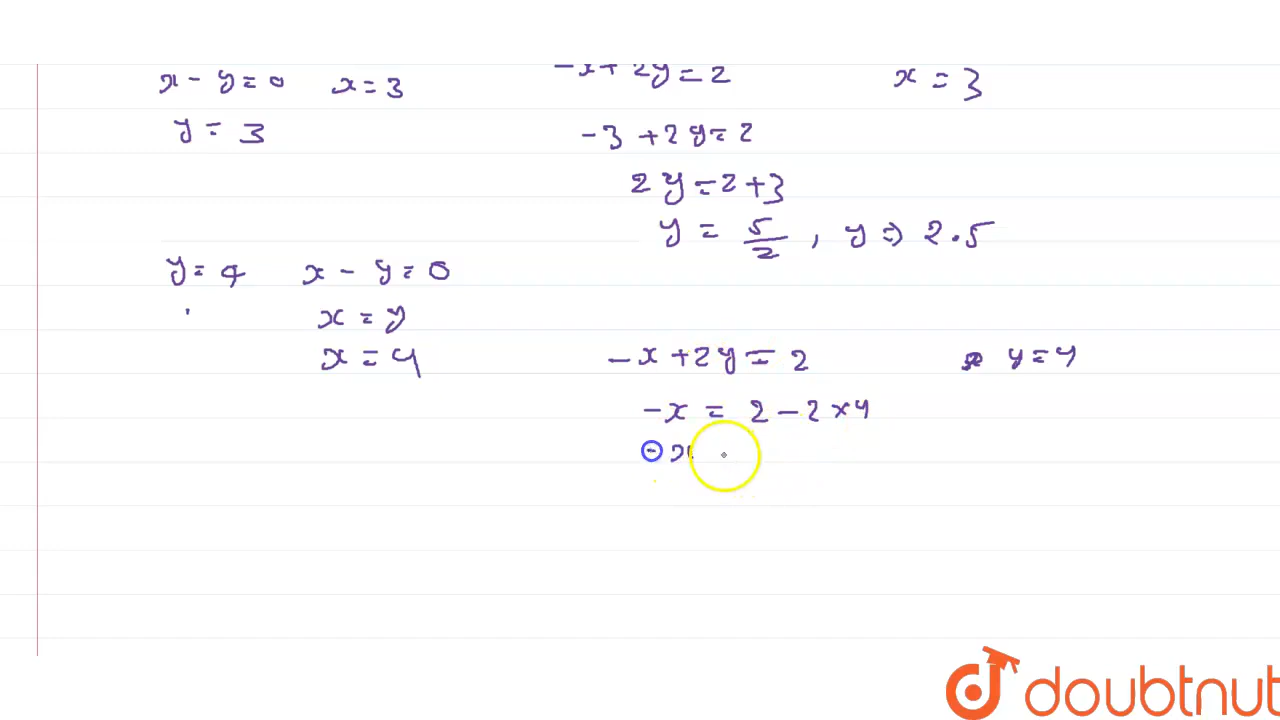 x - y = 0 x = 3
y = 3
-x + 2y = 2 x = 3
-3 + 2y = 2
2y = 2 + 3
y = 5/2 , y ⇒ 2.5
y = 4 x - y = 0
x = y
x = 4
-x + 2y = 2 y = 4
-x = 2 - 2 × 4
-x
doubtnut